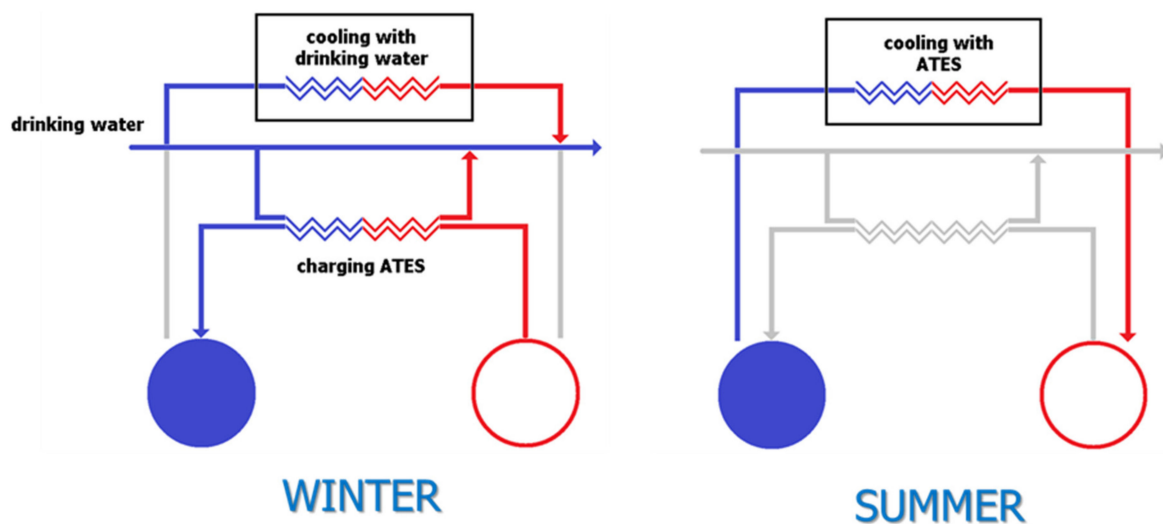 cooling with
drinking water
drinking water
charging ATES
WINTER
cooling with
ATES
SUMMER